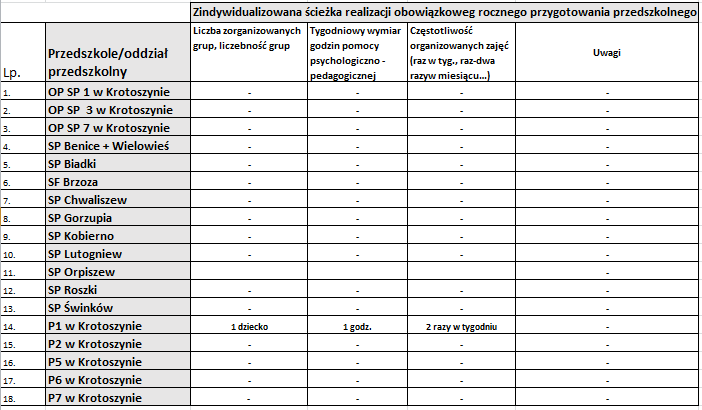 Zindywidualizowana ścieżka realizacji obowiązkoweg rocznego przygotowania przedszkolnego
Lp.
Przedszkole/oddział
przedszkolny
Liczba zorganizowanych
grup, liczebność grup
Tygodniowy wymiar
godzin pomocy
psychologiczno -
pedagogicznej
Częstotliwość
organizowanych zajęć
(raz w tyg., raz-dwa
razyw miesiącu...)
Uwagi
1. OP SP 1 w Krotoszynie - - - -
2. OP SP 3 w Krotoszynie - - - -
3. OP SP 7 w Krotoszynie - - - -
4. SP Benice + Wielowieś - - - -
5. SP Biadki - - - -
6. SF Brzoza - - - -
7. SP Chwaliszew - - - -
8. SP Gorzupia - - - -
9. SP Kobierno - - - -
10. SP Lutogniew - - - -
11. SP Orpiszew -
12. SP Roszki - - - -
13. SP Świnków - - - -
14. P1 w Krotoszynie 1 dziecko 1 godz. 2 razy w tygodniu -
15. P2 w Krotoszynie - - - -
16. P5 w Krotoszynie - - - -
17. P6 w Krotoszynie - - - -
18. P7 w Krotoszynie - - - -